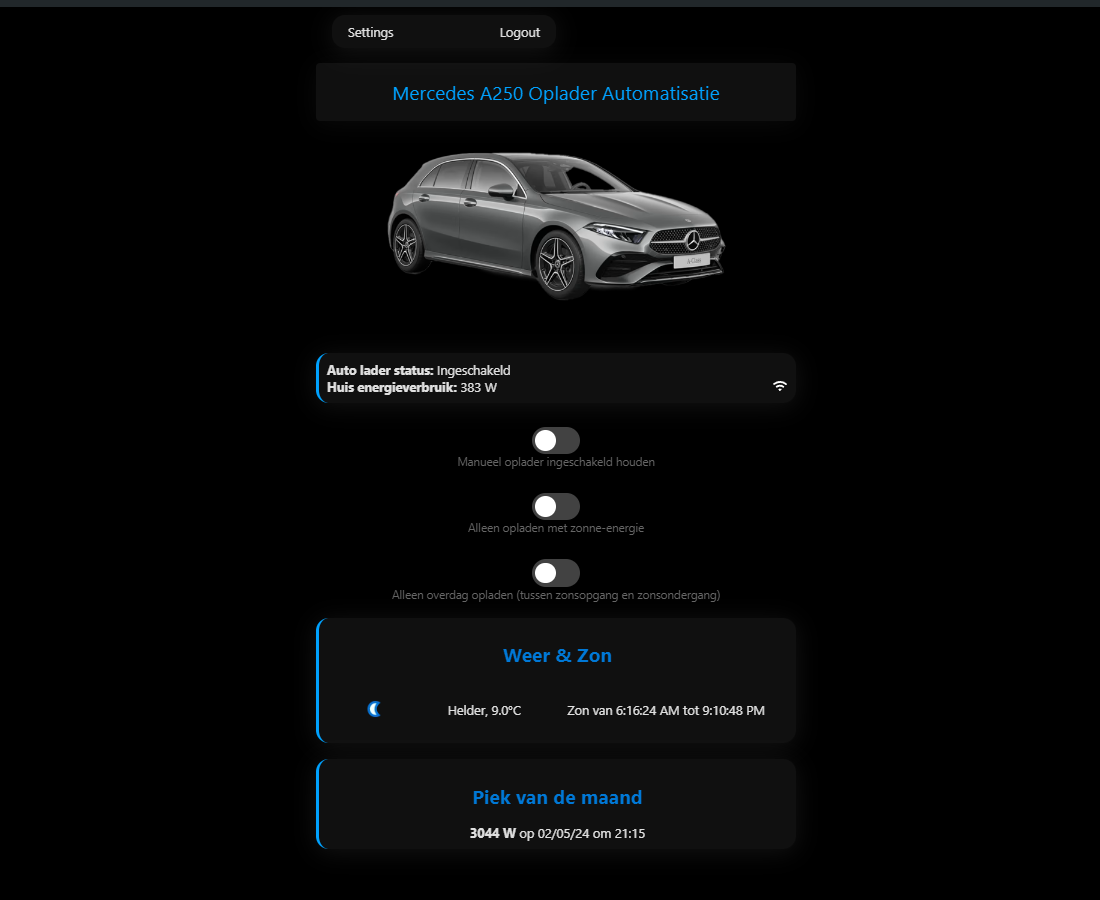 Settings Logout
Mercedes A250 Oplader Automatisatie
Auto lader status: Ingeschakeld
Huis energieverbruik: 383 W
Manueel oplader ingeschakeld houden
Alleen opladen met zonne-energie
Alleen overdag opladen (tussen zonsopgang en zonsondergang)
Weer & Zon
Helder, 9.0°C Zon van 6:16:24 AM tot 9:10:48 PM
Piek van de maand
3044 W op 02/05/24 om 21:15